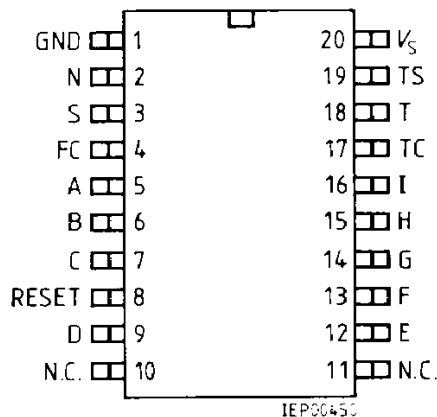 GND 1 20 VS
N 2 19 TS
S 3 18 T
FC 4 17 TC
A 5 16 I
B 6 15 H
C 7 14 G
RESET 8 13 F
D 9 12 E
N.C. 10 11 N.C.